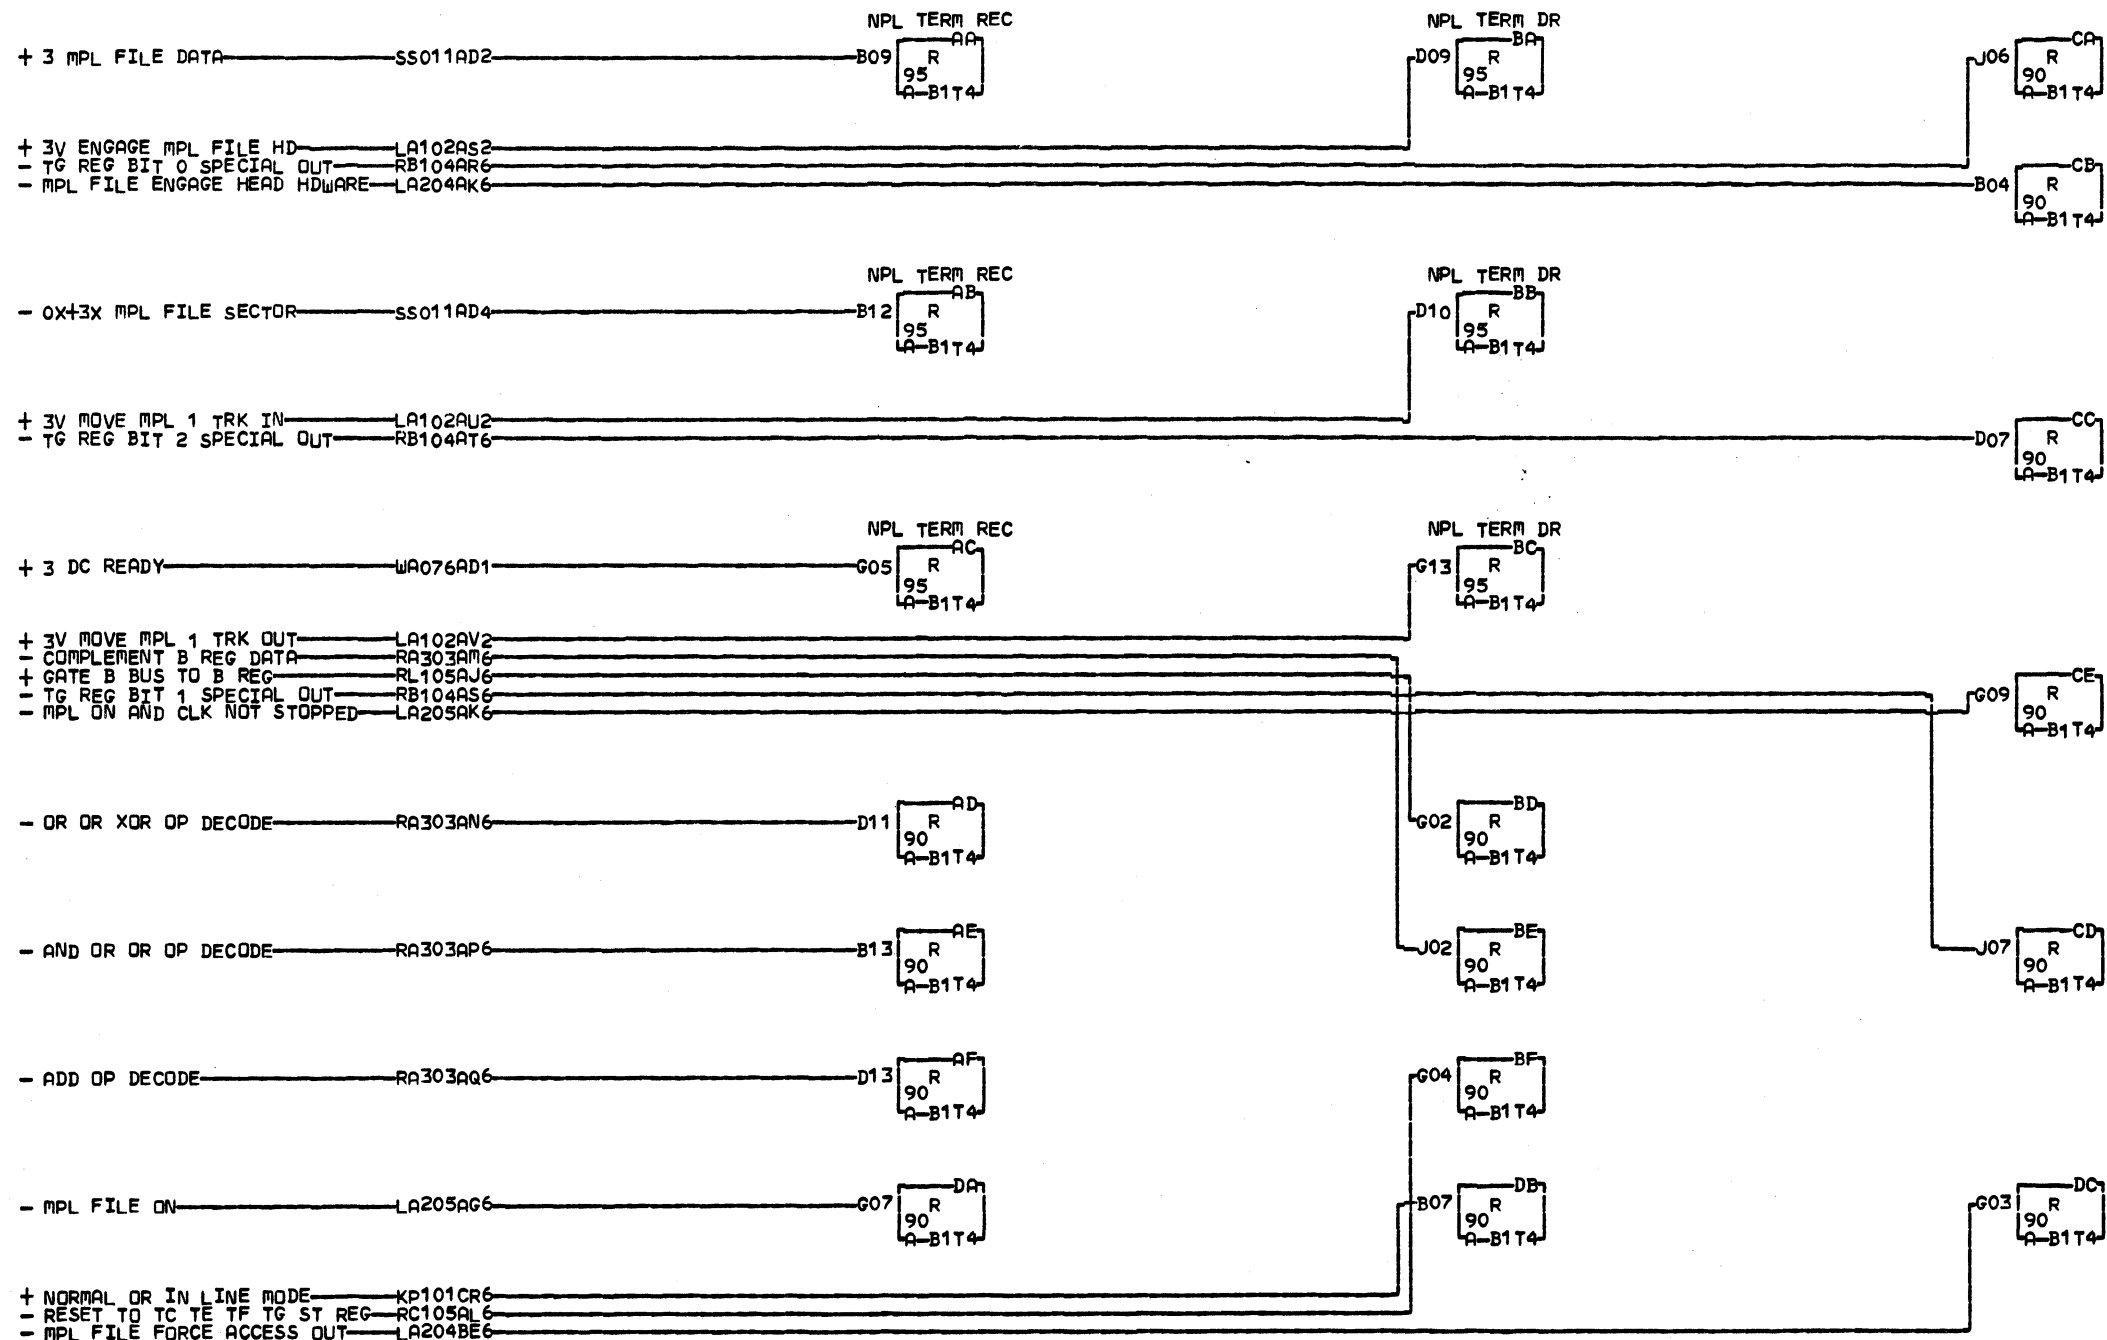 NPL TERM REC NPL TERM DR
AA BA CA
+ 3 MPL FILE DATA SS011AD2 B09 R D09 R J06 R
95 95 90
A-B1T4 A-B1T4 A-B1T4
+ 3V ENGAGE MPL FILE HD LA102AS2
- TG REG BIT 0 SPECIAL OUT RB104AR6 CB
- MPL FILE ENGAGE HEAD HDWARE LA204AK6 B04 R
90
A-B1T4
NPL TERM REC NPL TERM DR
AB BB
- 0X+3X MPL FILE SECTOR SS011AD4 B12 R D10 R
95 95
A-B1T4 A-B1T4
+ 3V MOVE MPL 1 TRK IN LA102AU2 CC
- TG REG BIT 2 SPECIAL OUT RB104AT6 D07 R
90
A-B1T4
NPL TERM REC NPL TERM DR
AC BC
+ 3 DC READY WA076AD1 G05 R G13 R
95 95
A-B1T4 A-B1T4
+ 3V MOVE MPL 1 TRK OUT LA102AV2
- COMPLEMENT B REG DATA RA303AM6
+ GATE B BUS TO B REG RL105AJ6 CE
- TG REG BIT 1 SPECIAL OUT RB104AS6 G09 R
- MPL ON AND CLK NOT STOPPED LA205AK6 90
A-B1T4
AD BD
- OR OR XOR OP DECODE RA303AN6 D11 R G02 R
90 90
A-B1T4 A-B1T4
AE BE CD
- AND OR OR OP DECODE RA303AP6 B13 R J02 R J07 R
90 90 90
A-B1T4 A-B1T4 A-B1T4
AF BF
- ADD OP DECODE RA303AQ6 D13 R G04 R
90 90
A-B1T4 A-B1T4
DA DB DC
- MPL FILE ON LA205AG6 G07 R B07 R G03 R
90 90 90
A-B1T4 A-B1T4 A-B1T4
+ NORMAL OR IN LINE MODE KP101CR6
- RESET TO TC TE TF TG ST REG RC105AL6
- MPL FILE FORCE ACCESS OUT LA204BE6